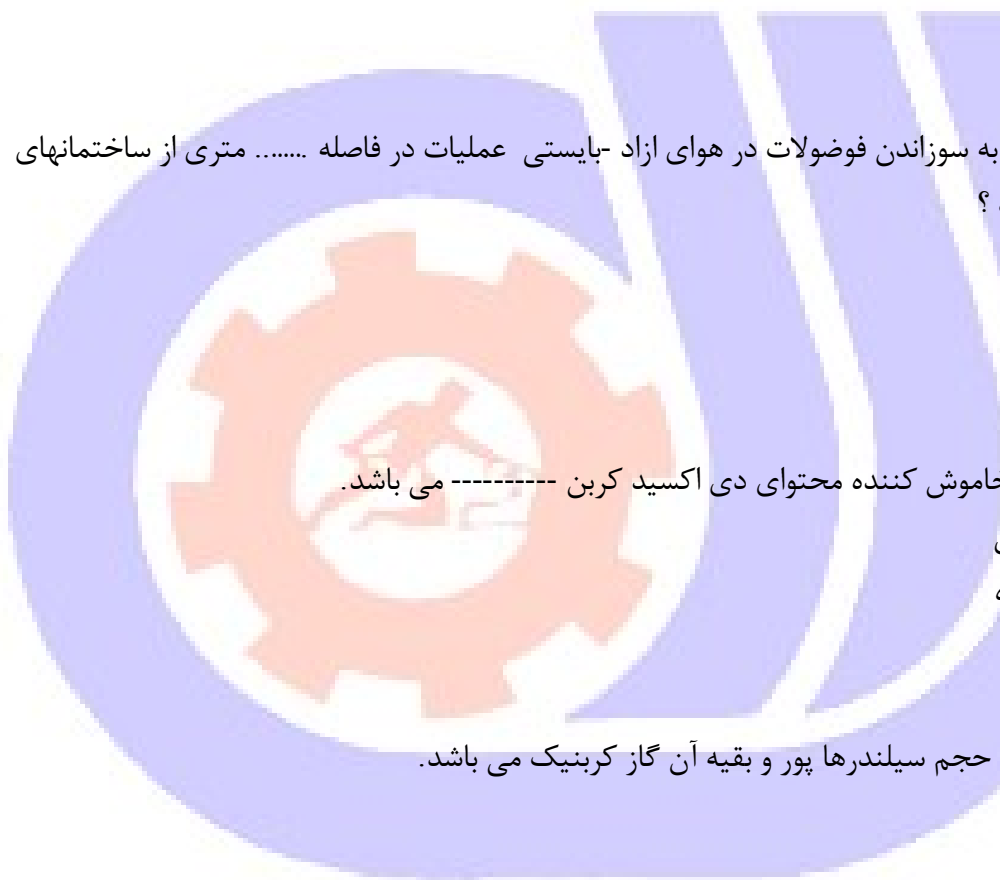 به سوزاندن فوضولات در هوای ازاد -بایستی عملیات در فاصله ........ متری از ساختمانهای
؟
خاموش کننده محتوای دی اکسید کربن ---------- می باشد.
حجم سیلندرها پور و بقیه آن گاز کربنیک می باشد.